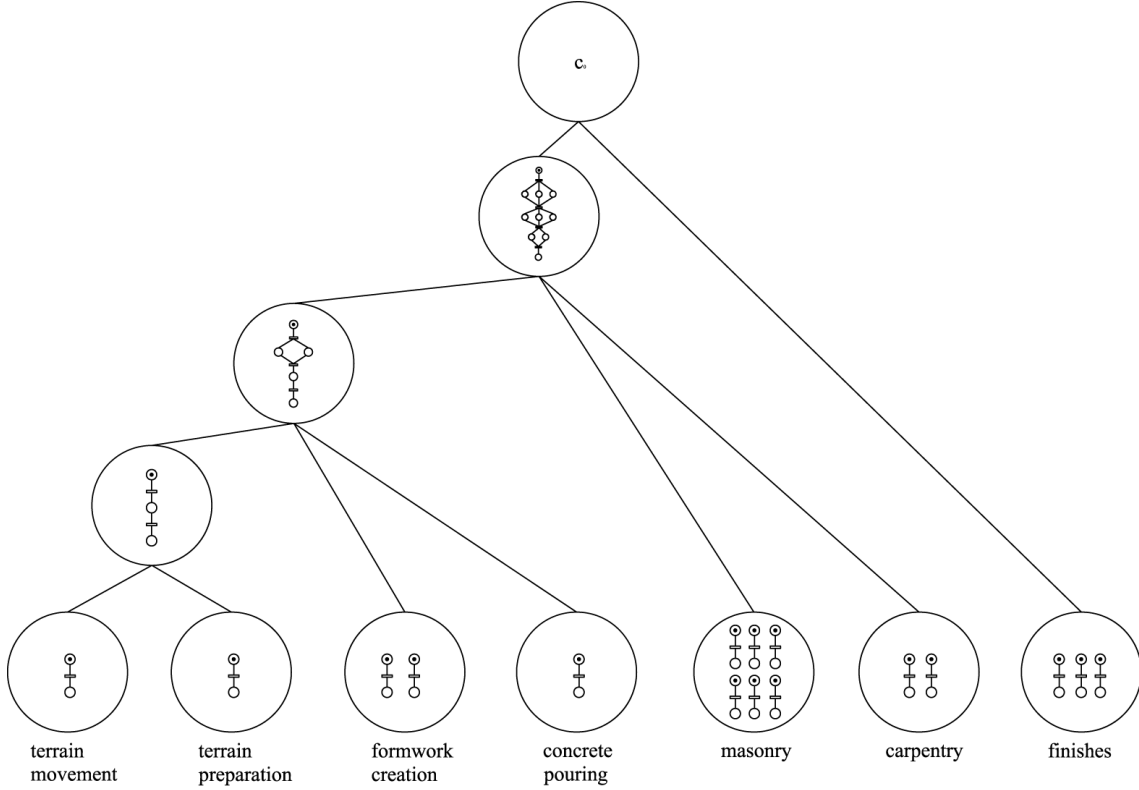 c₀
terrain
movement
terrain
preparation
formwork
creation
concrete
pouring
masonry
carpentry
finishes